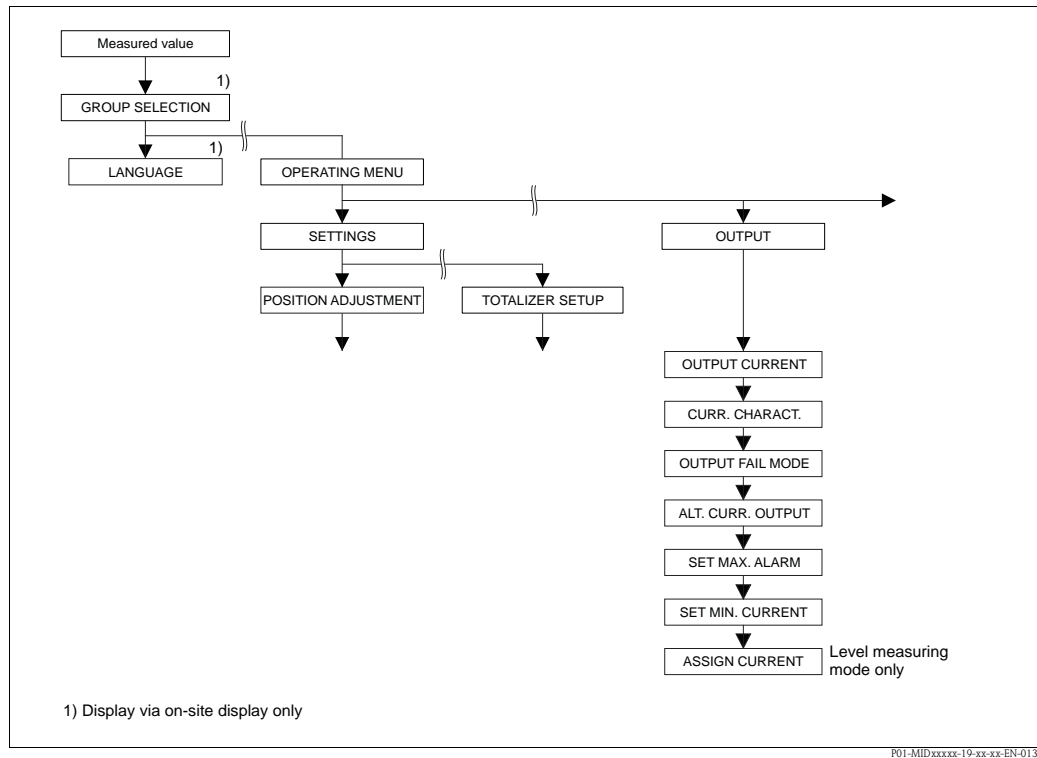 Measured value
1)
GROUP SELECTION
1)
LANGUAGE
OPERATING MENU
SETTINGS
OUTPUT
POSITION ADJUSTMENT
TOTALIZER SETUP
OUTPUT CURRENT
CURR. CHARACT.
OUTPUT FAIL MODE
ALT. CURR. OUTPUT
SET MAX. ALARM
SET MIN. CURRENT
ASSIGN CURRENT
Level measuring
mode only
1) Display via on-site display only
P01-MIDxxxxx-19-xx-xx-EN-013